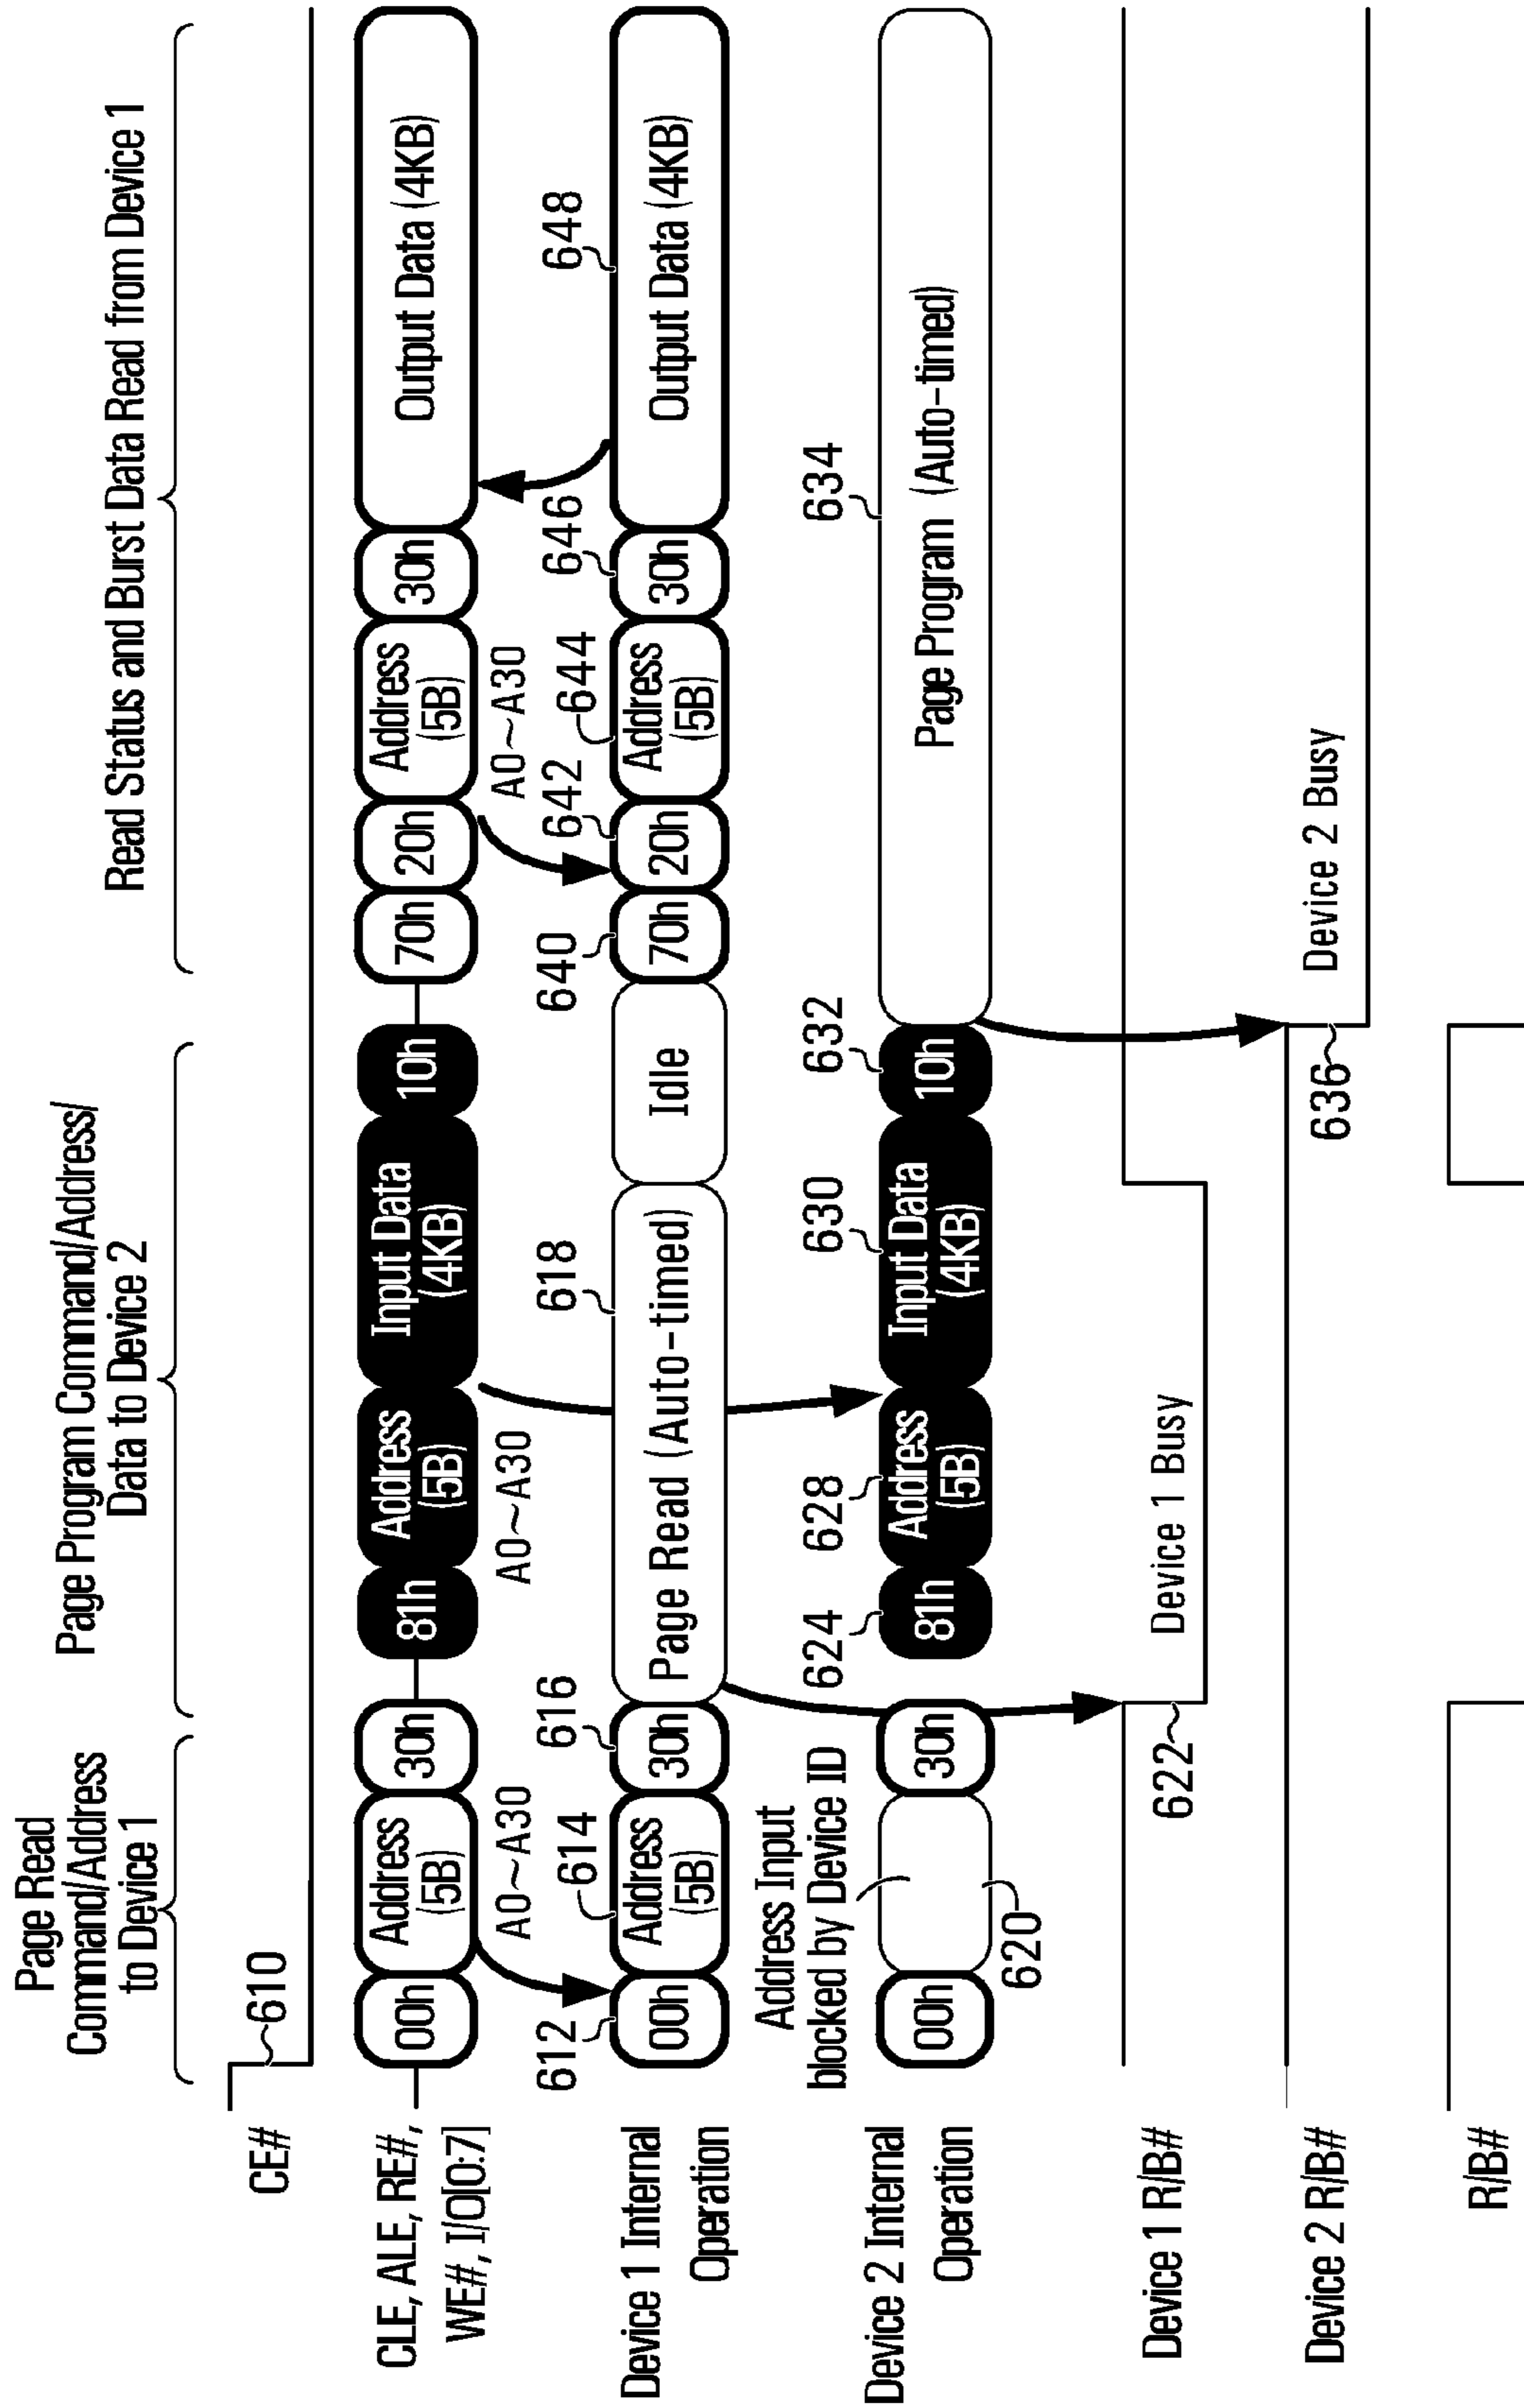 Page Read
Command/Address
to Device 1
Page Program Command/Address/
Data to Device 2
Read Status and Burst Data Read from Device 1
CE#
610
CLE, ALE, RE#,
WE#, I/O[0:7]
00h
Address
(5B)
30h
81h
Address
(5B)
Input Data
(4KB)
10h
70h
20h
Address
(5B)
30h
Output Data (4KB)
A0~A30
A0~A30
A0~A30
612
614
616
618
640
642
644
646
648
Device 1 Internal
Operation
00h
Address
(5B)
30h
Page Read (Auto-timed)
Idle
70h
20h
Address
(5B)
30h
Output Data (4KB)
Address Input
blocked by Device ID
624
628
630
632
634
Device 2 Internal
Operation
00h
30h
81h
Address
(5B)
Input Data
(4KB)
10h
Page Program (Auto-timed)
620
Device 1 R/B#
622
Device 1 Busy
Device 2 R/B#
636
Device 2 Busy
R/B#